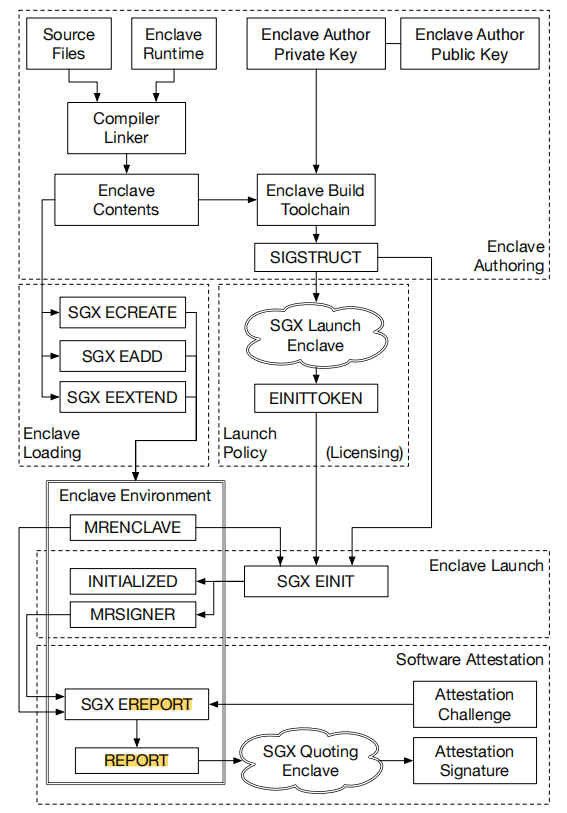 Source
Files
Enclave
Runtime
Enclave Author
Private Key
Enclave Author
Public Key
Compiler
Linker
Enclave
Contents
Enclave Build
Toolchain
SIGSTRUCT
Enclave
Authoring
SGX ECREATE
SGX EADD
SGX EEXTEND
Enclave
Loading
SGX Launch
Enclave
EINITTOKEN
Launch
Policy
(Licensing)
Enclave Environment
MRENCLAVE
INITIALIZED
MRSIGNER
SGX EINIT
Enclave Launch
Software Attestation
SGX EREPORT
Attestation
Challenge
REPORT
SGX Quoting
Enclave
Attestation
Signature